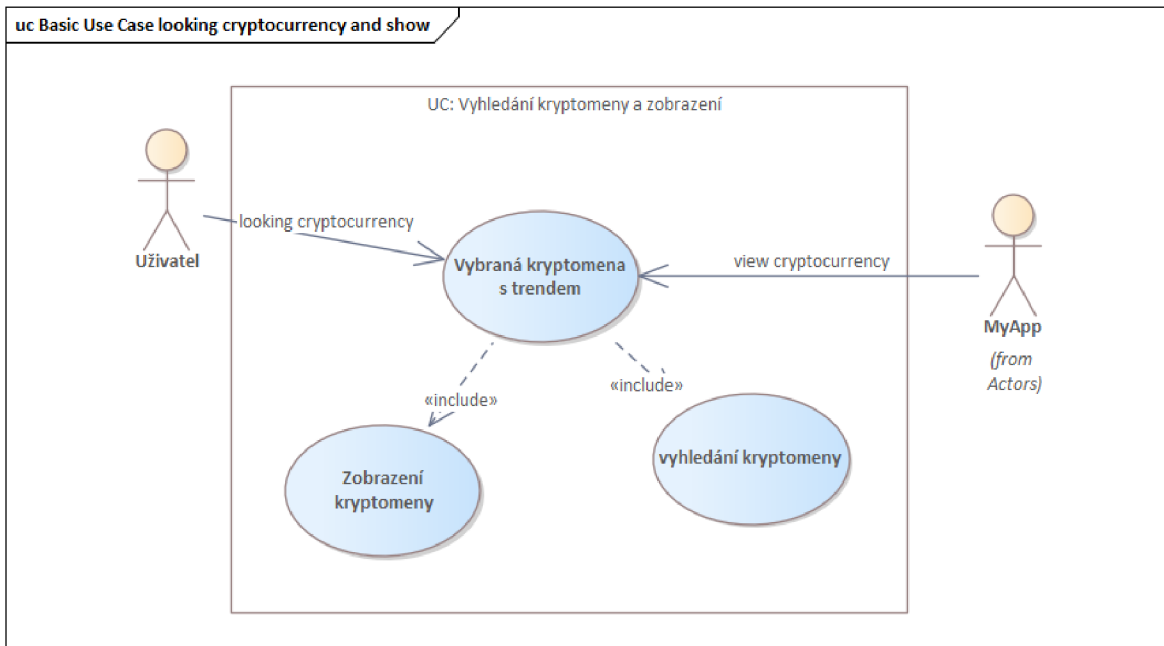 uc Basic Use Case looking cryptocurrency and show
UC: Vyhledání kryptomeny a zobrazení
looking cryptocurrency
Uživatel
Vybraná kryptomena
s trendem
view cryptocurrency
MyApp
(from
Actors)
«include»
«include»
Zobrazení
kryptomeny
vyhledání kryptomeny